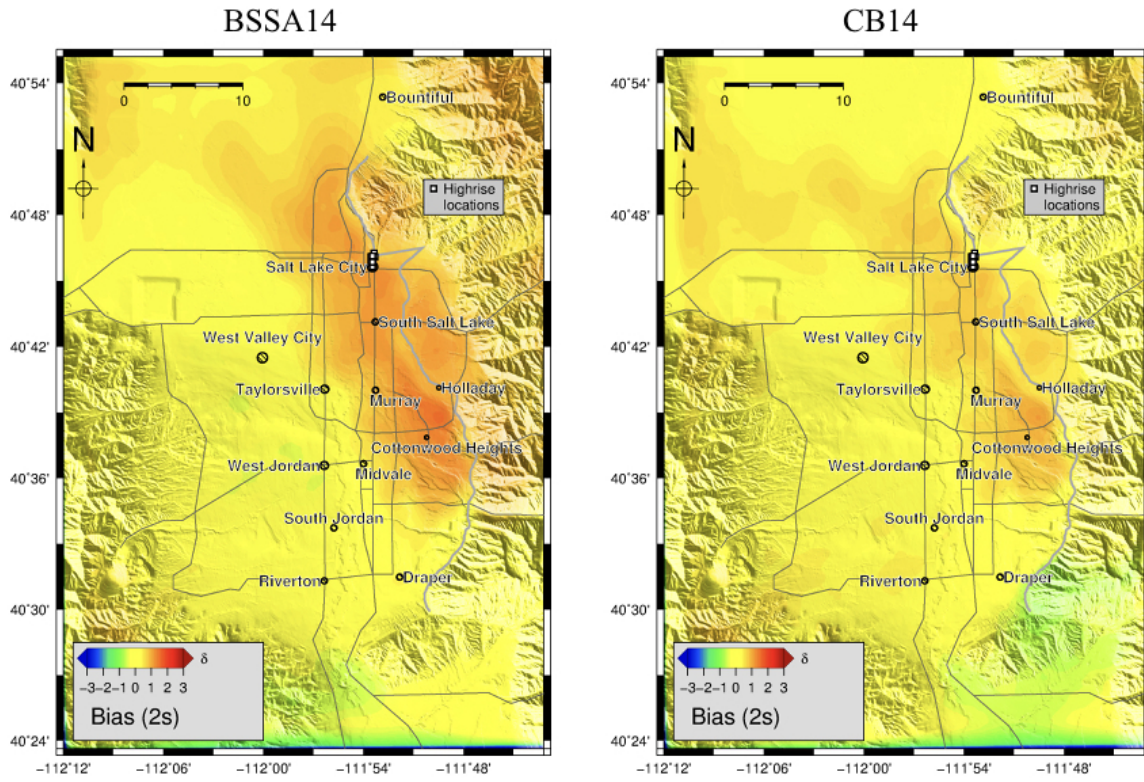 BSSA14
CB14
40°54'
40°48'
40°42'
40°36'
40°30'
40°24'
0 10
Bountiful
N
Highrise
locations
Salt Lake City
South Salt Lake
West Valley City
Taylorsville
Holladay
Murray
Cottonwood Heights
West Jordan
Midvale
South Jordan
Riverton
Draper
δ
−3−2−1 0 1 2 3
Bias (2s)
−112°12' −112°06' −112°00' −111°54' −111°48'
40°54'
40°48'
40°42'
40°36'
40°30'
40°24'
0 10
Bountiful
N
Highrise
locations
Salt Lake City
South Salt Lake
West Valley City
Taylorsville
Holladay
Murray
Cottonwood Heights
West Jordan
Midvale
South Jordan
Riverton
Draper
δ
−3−2−1 0 1 2 3
Bias (2s)
−112°12' −112°06' −112°00' −111°54' −111°48'